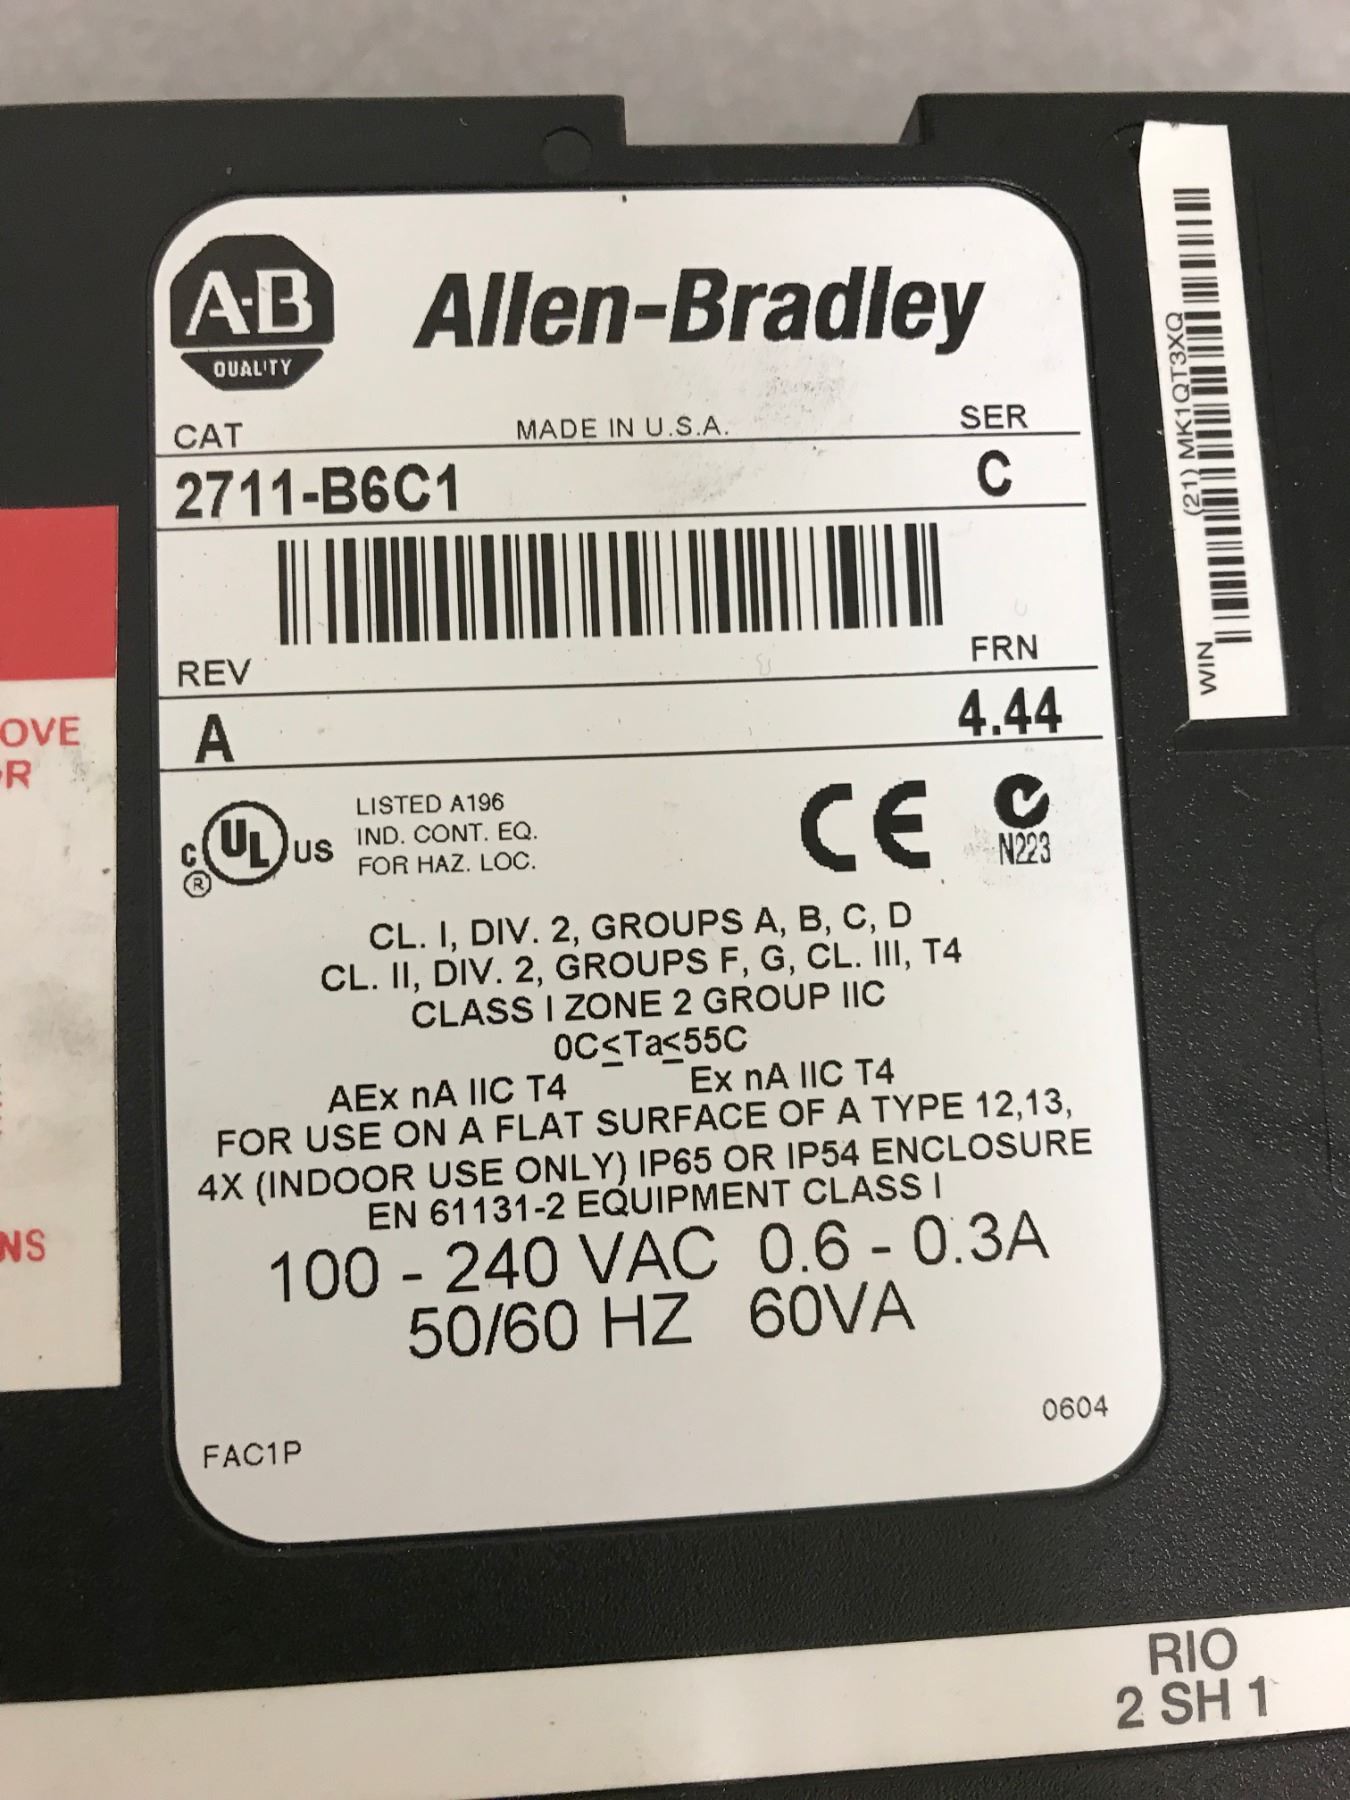 A-B
QUALITY
Allen-Bradley
CAT
MADE IN U.S.A.
SER
2711-B6C1
C
REV
FRN
A
4.44
C UL US
®
LISTED A196
IND. CONT. EQ.
FOR HAZ. LOC.
CE
N223
CL. I, DIV. 2, GROUPS A, B, C, D
CL. II, DIV. 2, GROUPS F, G, CL. III, T4
CLASS I ZONE 2 GROUP IIC
0C≤Ta≤55C
AEx nA IIC T4 Ex nA IIC T4
FOR USE ON A FLAT SURFACE OF A TYPE 12,13,
4X (INDOOR USE ONLY) IP65 OR IP54 ENCLOSURE
EN 61131-2 EQUIPMENT CLASS I
100 - 240 VAC 0.6 - 0.3A
50/60 HZ 60VA
FAC1P
0604
WIN
(21) MK1QT3XQ
OVE
R
NS
RIO
2 SH 1